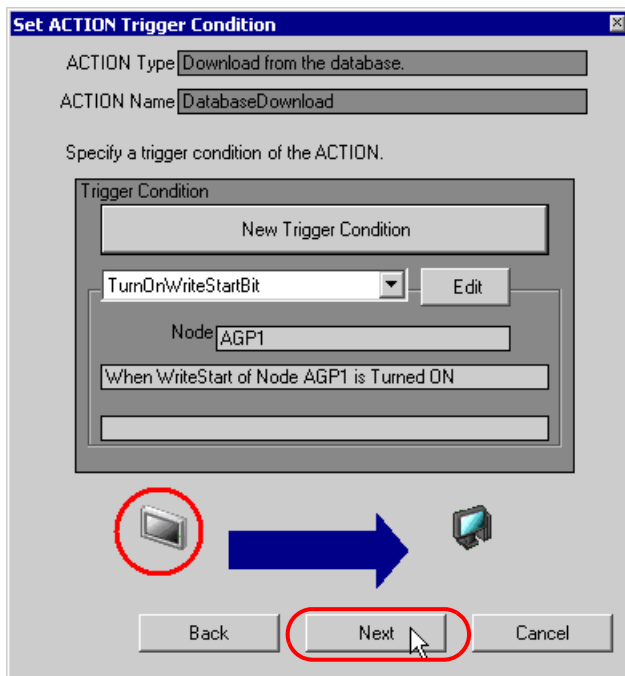 Set ACTION Trigger Condition
ACTION Type Download from the database.
ACTION Name DatabaseDownload
Specify a trigger condition of the ACTION.
Trigger Condition
New Trigger Condition
TurnOnWriteStartBit Edit
Node AGP1
When WriteStart of Node AGP1 is Turned ON
Back Next Cancel